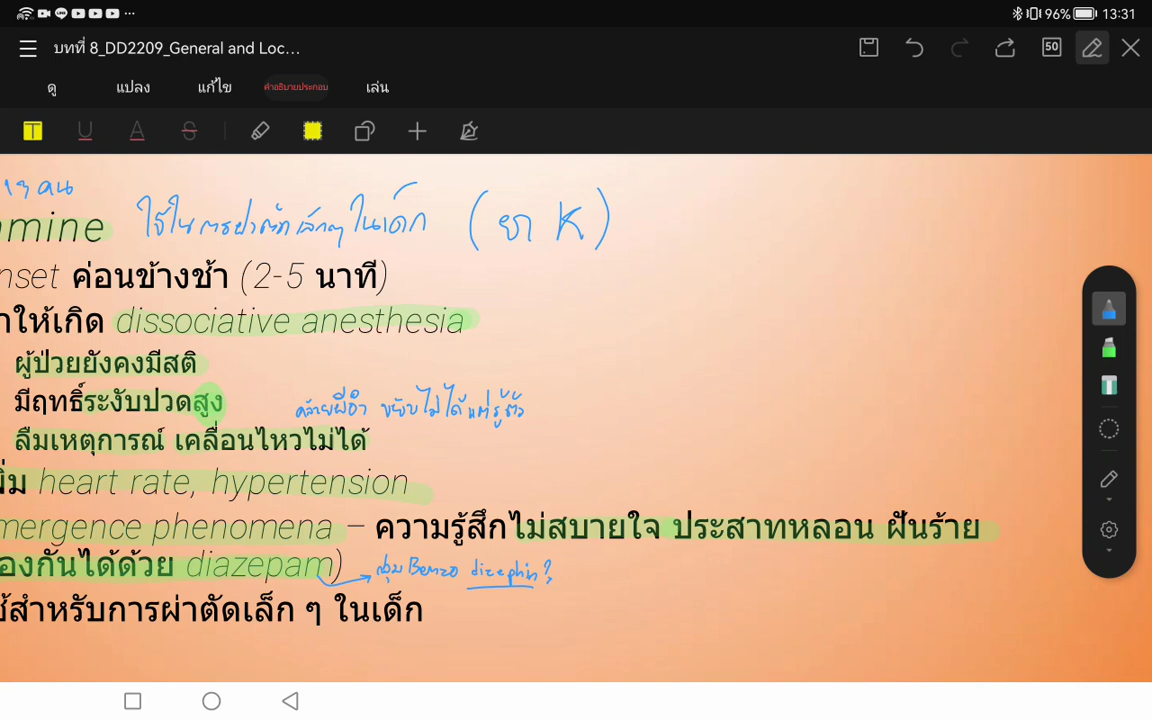 96% 13:31
บทที่ 8_DD2209_General and Loc...
50
ดู แปลง แก้ไข คำอธิบายประกอบ เล่น
คน
amine ใช้ในการผ่าตัดเล็กๆ ในเด็ก (ยา K)
nset ค่อนข้างช้า (2-5 นาที)
าให้เกิด dissociative anesthesia
ผู้ป่วยยังคงมีสติ
มีฤทธิ์ระงับปวดสูง
คล้ายผีอำ ขยับไม่ได้แต่รู้ตัว
ลืมเหตุการณ์ เคลื่อนไหวไม่ได้
พิ่ม heart rate, hypertension
mergence phenomena – ความรู้สึกไม่สบายใจ ประสาทหลอน ฝันร้าย
องกันได้ด้วย diazepam) กลุ่ม Benzo dizephin?
ช้สำหรับการผ่าตัดเล็ก ๆ ในเด็ก